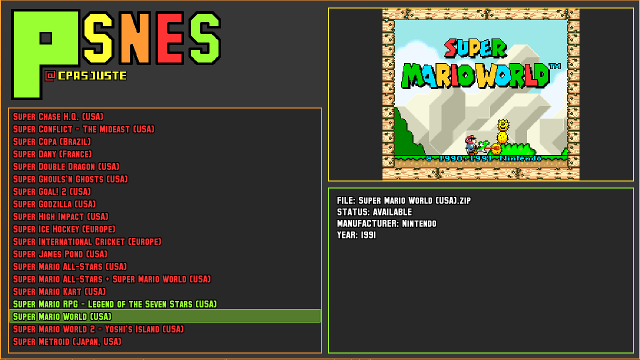 PSNES
@CPASJUSTE
Super Chase H.Q. (USA)
Super Conflict - The Mideast (USA)
Super Copa (Brazil)
Super Dany (France)
Super Double Dragon (USA)
Super Ghouls'n Ghosts (USA)
Super Goal! 2 (USA)
Super Godzilla (USA)
Super High Impact (USA)
Super Ice Hockey (Europe)
Super International Cricket (Europe)
Super James Pond (USA)
Super Mario All-Stars (USA)
Super Mario All-Stars + Super Mario World (USA)
Super Mario Kart (USA)
Super Mario RPG - Legend of the Seven Stars (USA)
Super Mario World (USA)
Super Mario World 2 - Yoshi's Island (USA)
Super Metroid (Japan, USA)
SUPER
MARIO WORLD™
© 1990,1991 Nintendo
FILE: Super Mario World (USA).zip
STATUS: AVAILABLE
MANUFACTURER: Nintendo
YEAR: 1991